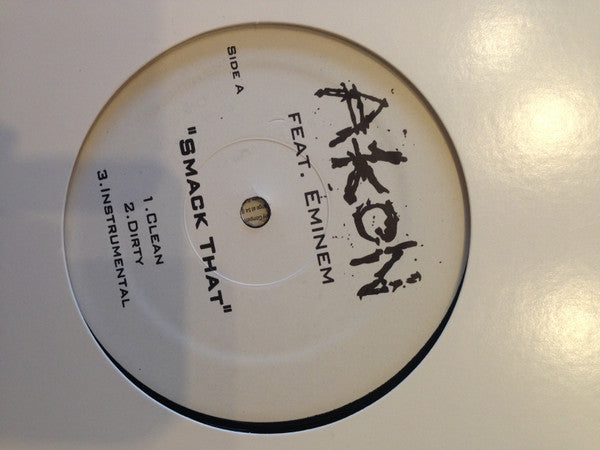 AKON
FEAT. EMINEM
SIDE A
"SMACK THAT"
1.CLEAN
2.DIRTY
3.INSTRUMENTAL